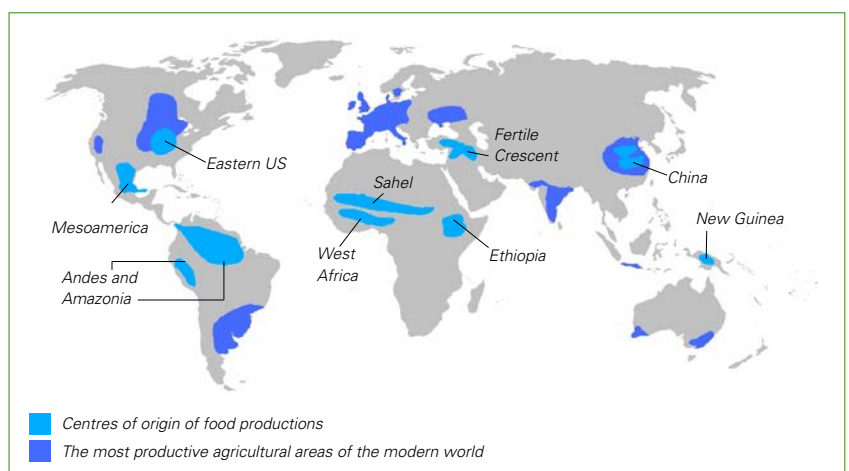 Eastern US
Mesoamerica
Andes and
Amazonia
Sahel
West
Africa
Ethiopia
Fertile
Crescent
China
New Guinea
Centres of origin of food productions
The most productive agricultural areas of the modern world